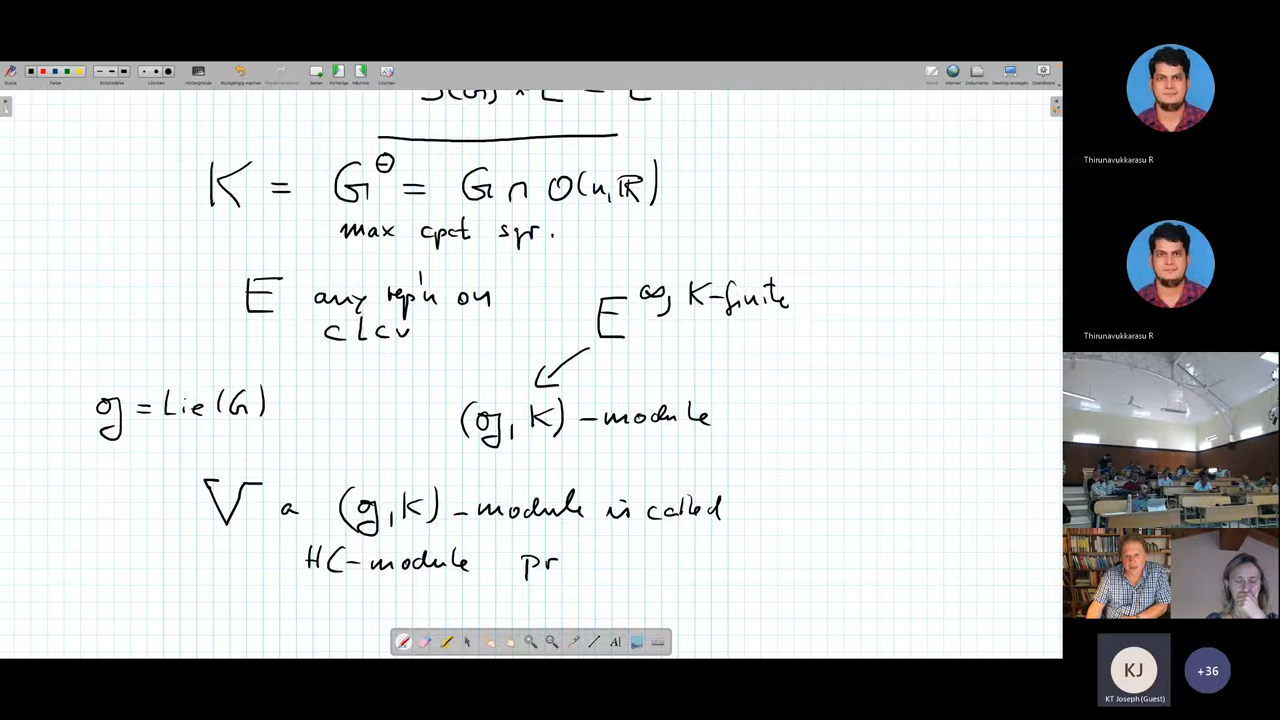 S(G) * E = E
K = G^Θ = G ∩ O(n, ℝ)
max cpct sgr.
E any rep'n on E^∞, K-finite
CLCV
g = Lie(G) (g, K) - module
V a (g, K) - module is called
HC-module pr
Thirunavukkarasu R
Thirunavukkarasu R
KJ
+36
KT Joseph (Guest)